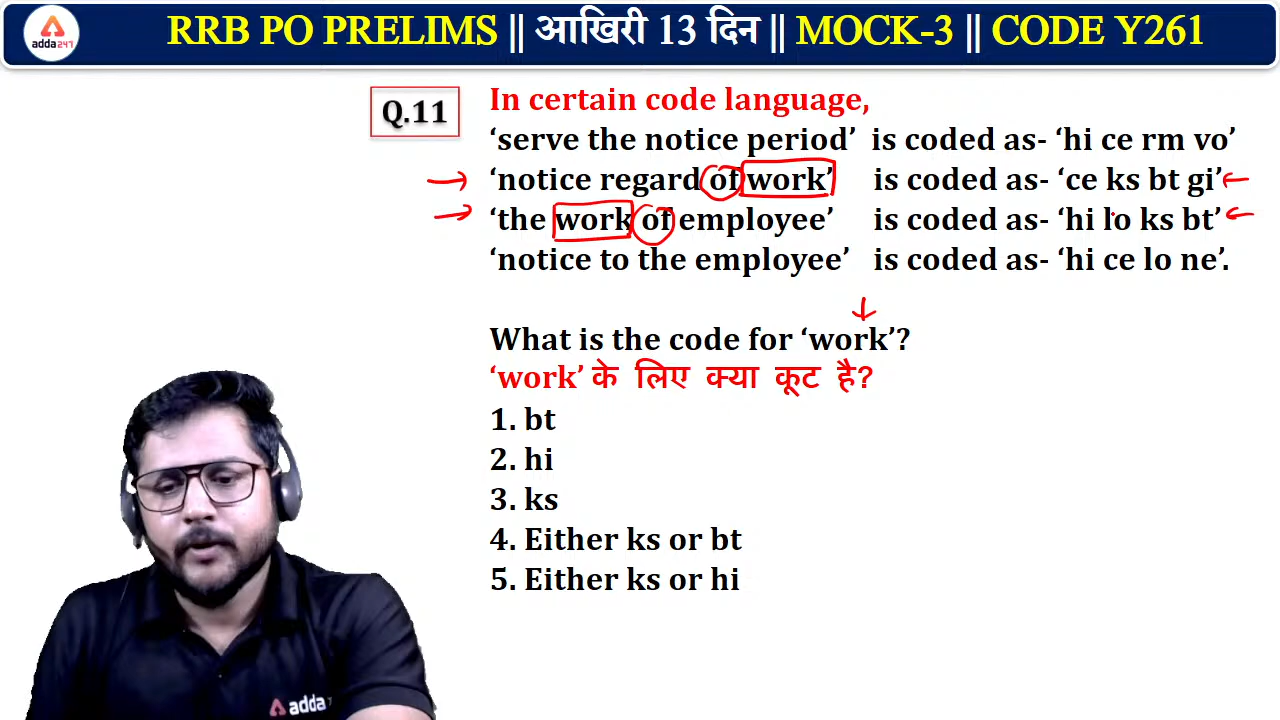 adda247
RRB PO PRELIMS || आखिरी 13 दिन || MOCK-3 || CODE Y261
Q.11
In certain code language,
‘serve the notice period’ is coded as- ‘hi ce rm vo’
‘notice regard of work’ is coded as- ‘ce ks bt gi’
‘the work of employee’ is coded as- ‘hi lo ks bt’
‘notice to the employee’ is coded as- ‘hi ce lo ne’.
What is the code for ‘work’?
‘work’ के लिए क्या कूट है?
1. bt
2. hi
3. ks
4. Either ks or bt
5. Either ks or hi
adda